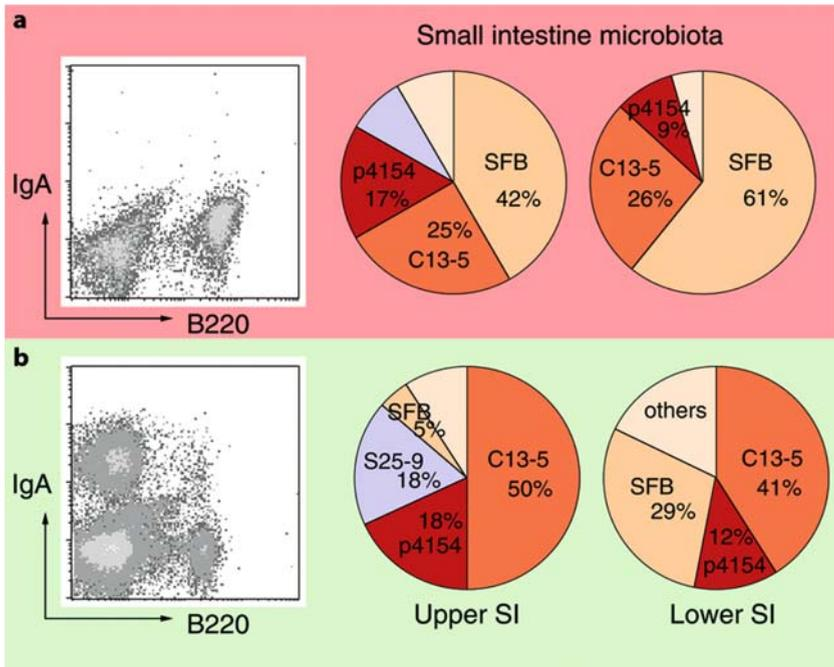 a
Small intestine microbiota
IgA
B220
p4154
17%
SFB
42%
25%
C13-5
p4154
9%
C13-5
26%
SFB
61%
b
IgA
B220
SFB
5%
S25-9
18%
18%
p4154
C13-5
50%
Upper SI
others
SFB
29%
C13-5
41%
12%
p4154
Lower SI